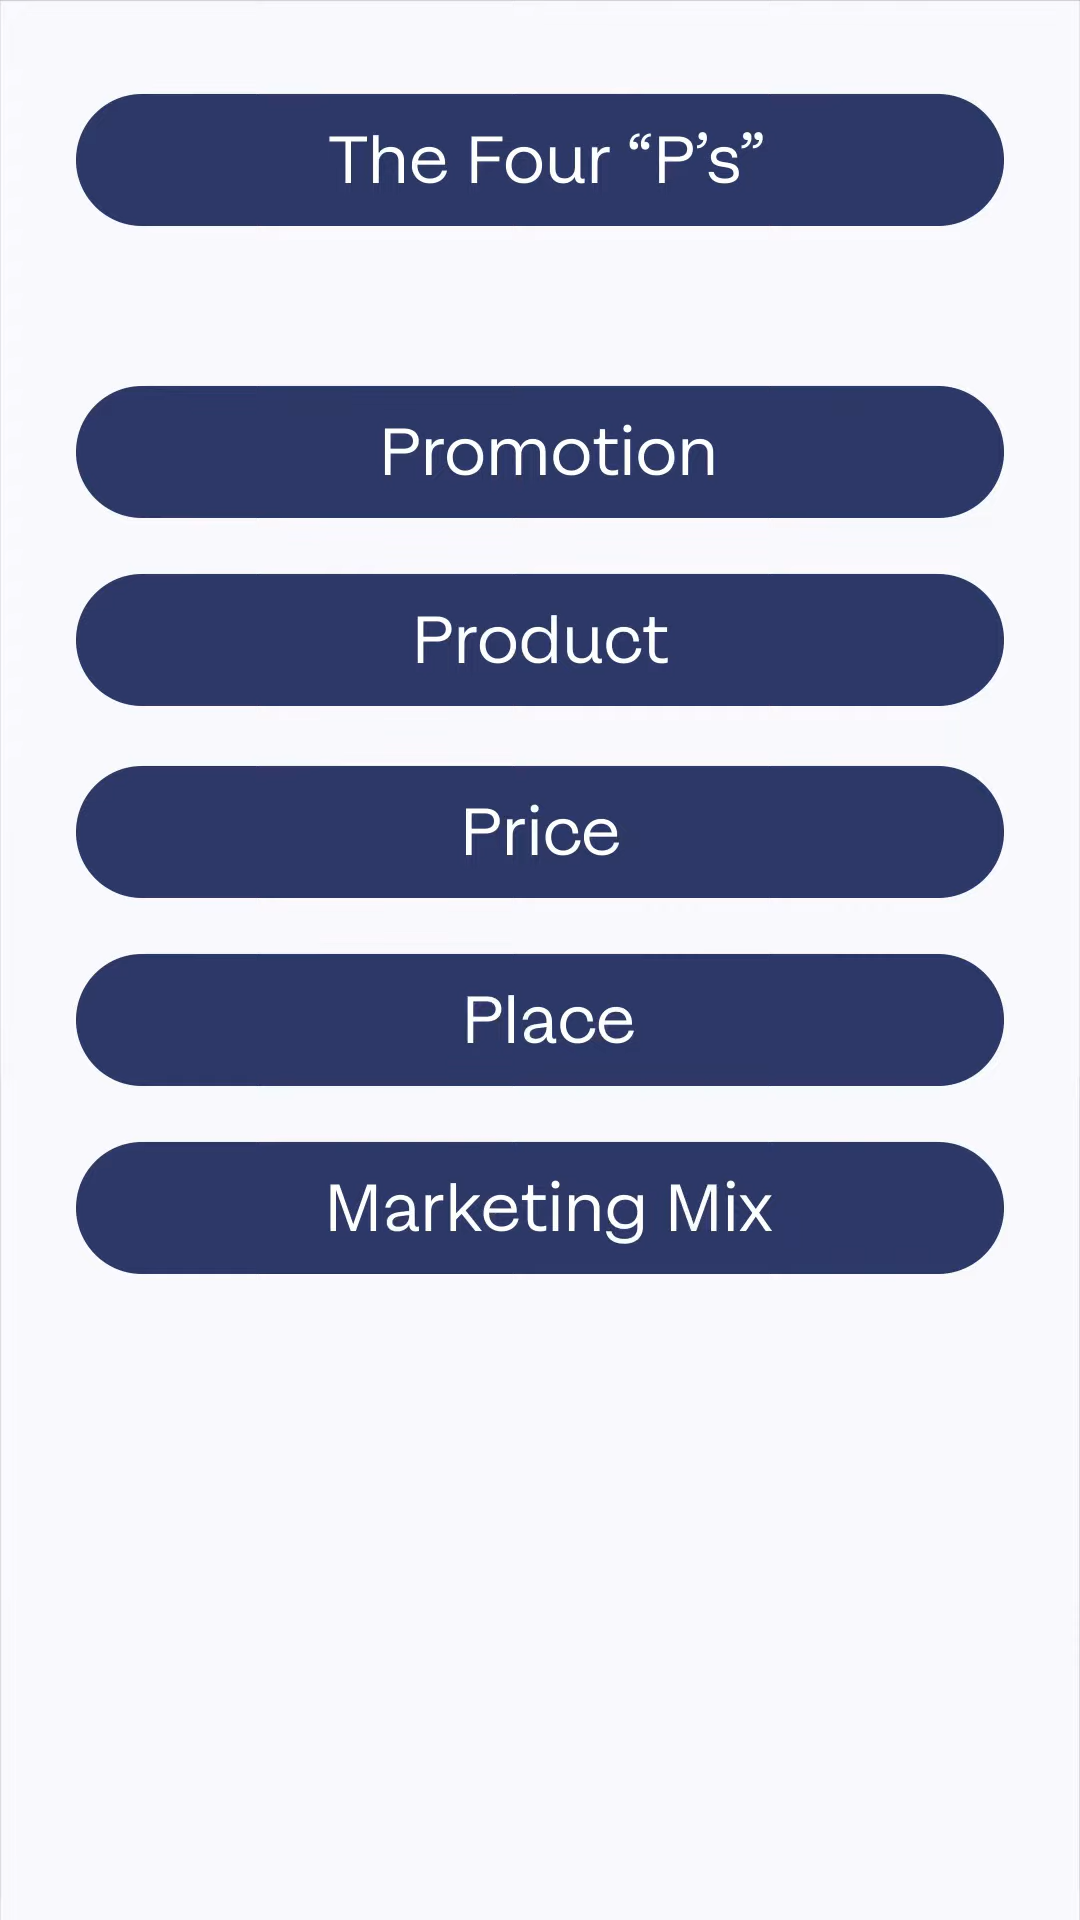 The Four “P’s”
Promotion
Product
Price
Place
Marketing Mix